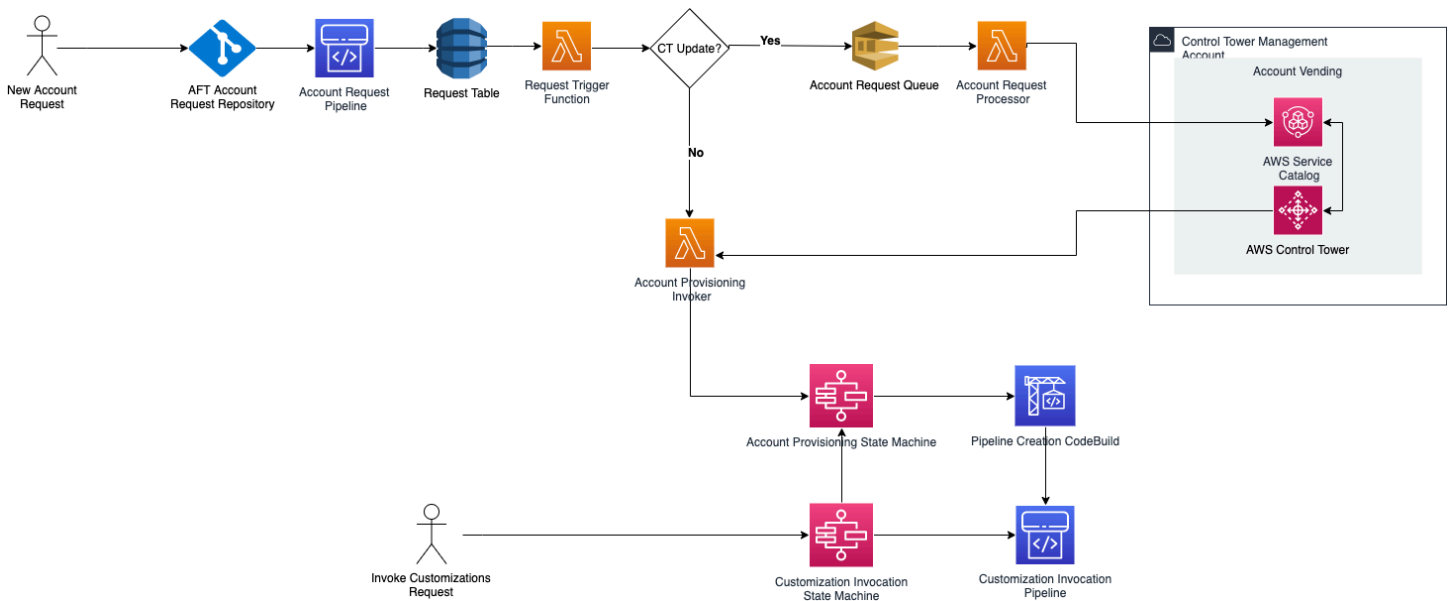 New Account
Request
AFT Account
Request Repository
Account Request
Pipeline
Request Table
Request Trigger
Function
CT Update?
Yes
Account Request Queue
Account Request
Processor
Control Tower Management
Account
Account Vending
AWS Service
Catalog
AWS Control Tower
No
Account Provisioning
Invoker
Account Provisioning State Machine
Pipeline Creation CodeBuild
Invoke Customizations
Request
Customization Invocation
State Machine
Customization Invocation
Pipeline